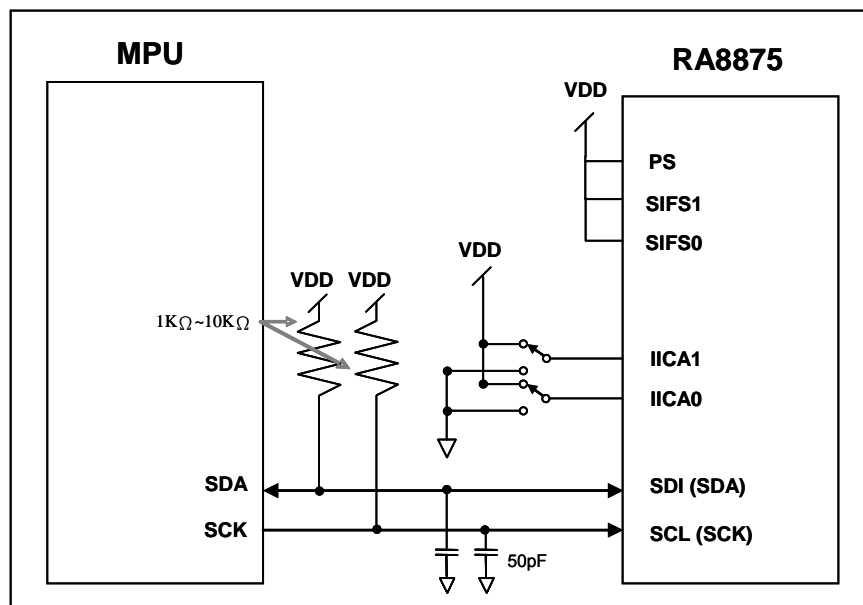 MPU
RA8875
VDD
PS
SIFS1
SIFS0
VDD
VDD VDD
1KΩ~10KΩ
IICA1
IICA0
SDA
SDI (SDA)
SCK
SCL (SCK)
50pF